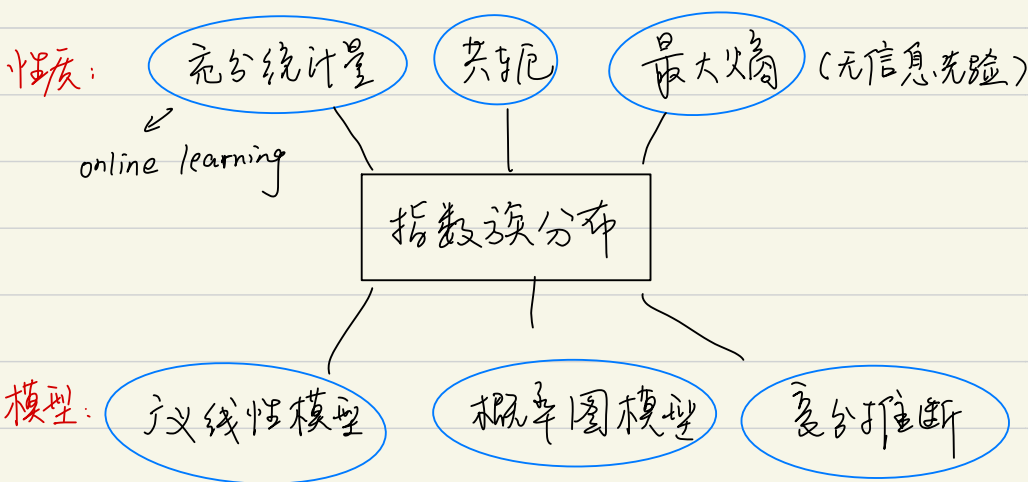 性质: 充分统计量 共轭 最大熵 (无信息先验)
online learning
指数族分布
模型: 广义线性模型 概率图模型 变分推断